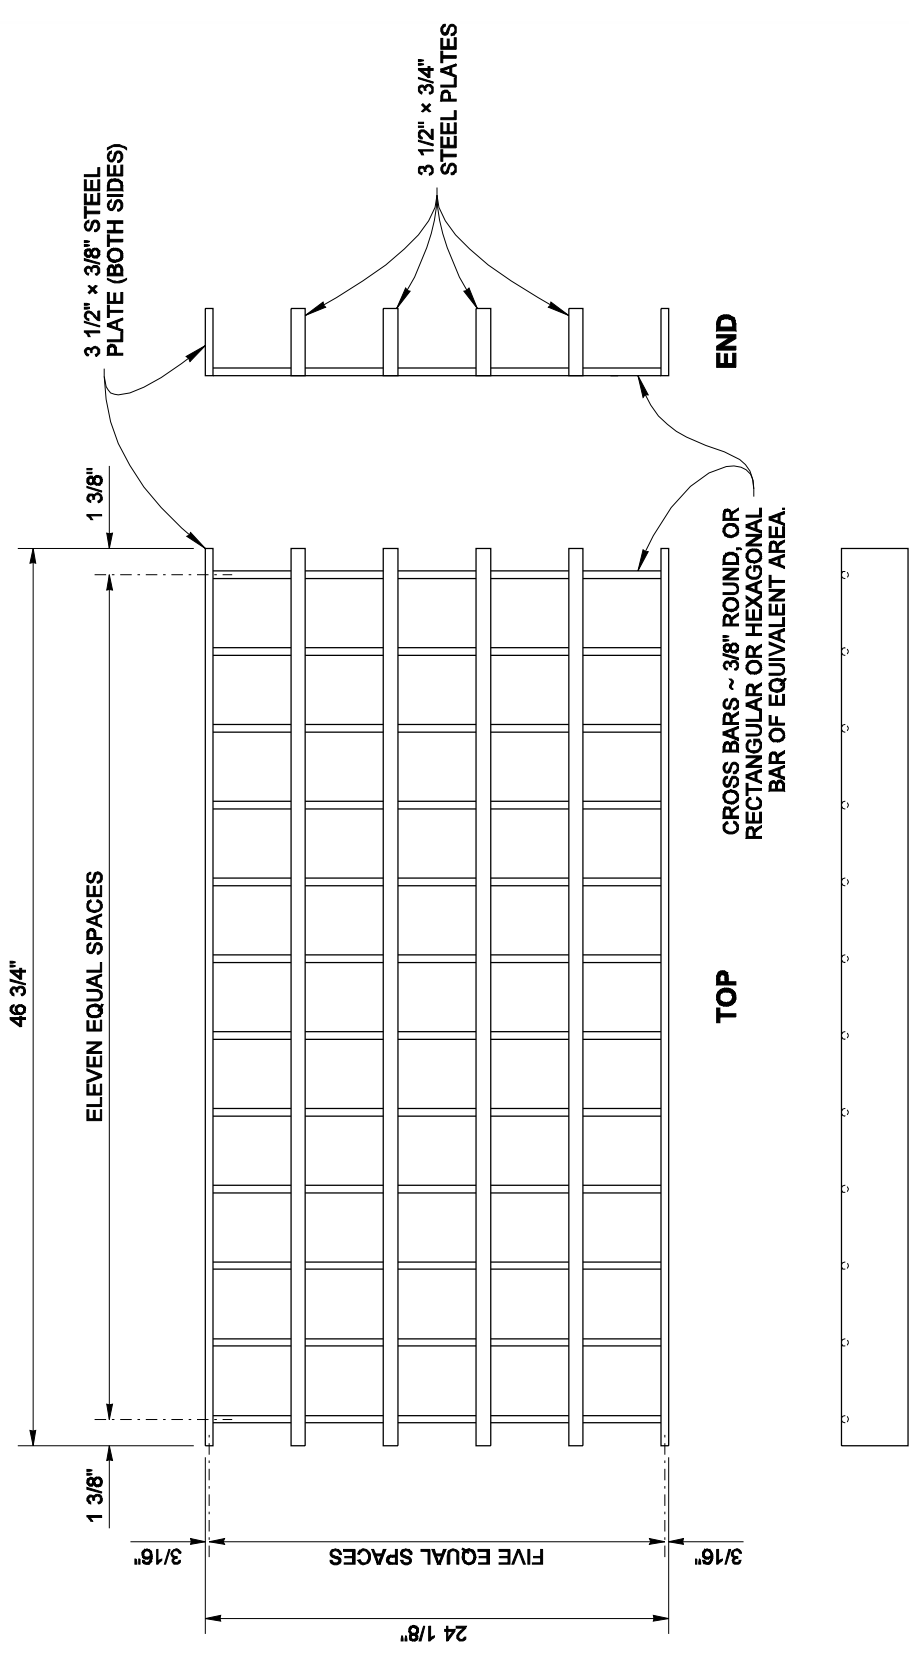 3 1/2" × 3/8" STEEL
PLATE (BOTH SIDES)
3 1/2" × 3/4"
STEEL PLATES
END
1 3/8"
46 3/4"
ELEVEN EQUAL SPACES
CROSS BARS ~ 3/8" ROUND, OR
RECTANGULAR OR HEXAGONAL
BAR OF EQUIVALENT AREA.
TOP
1 3/8"
3/16"
FIVE EQUAL SPACES
3/16"
24 1/8"